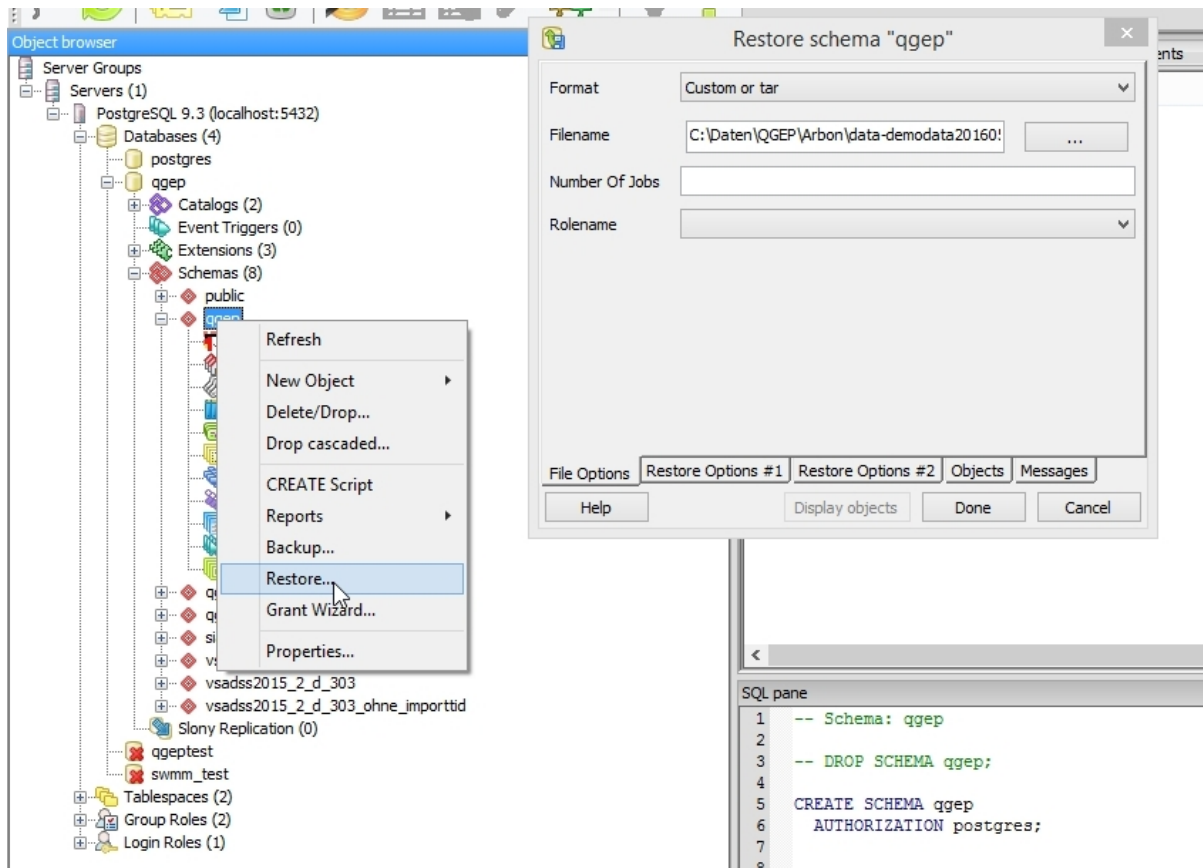 Object browser
Server Groups
Servers (1)
PostgreSQL 9.3 (localhost:5432)
Databases (4)
postgres
qgep
Catalogs (2)
Event Triggers (0)
Extensions (3)
Schemas (8)
public
qgep
Refresh
New Object
Delete/Drop...
Drop cascaded...
CREATE Script
Reports
Backup...
Restore...
Grant Wizard...
Properties...
vsadss2015_2_d_303
vsadss2015_2_d_303_ohne_importtid
Slony Replication (0)
qgeptest
swmm_test
Tablespaces (2)
Group Roles (2)
Login Roles (1)
Restore schema "qgep"
Format
Custom or tar
Filename
C:\Daten\QGEP\Arbon\data-demodata20160
...
Number Of Jobs
Rolename
File Options Restore Options #1 Restore Options #2 Objects Messages
Help Display objects Done Cancel
SQL pane
1 -- Schema: qgep
2
3 -- DROP SCHEMA qgep;
4
5 CREATE SCHEMA qgep
6 AUTHORIZATION postgres;
7
8